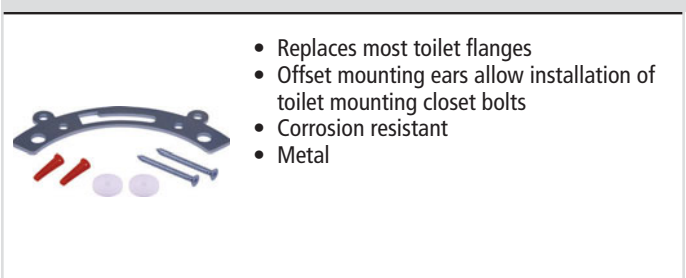 • Replaces most toilet flanges
• Offset mounting ears allow installation of
toilet mounting closet bolts
• Corrosion resistant
• Metal